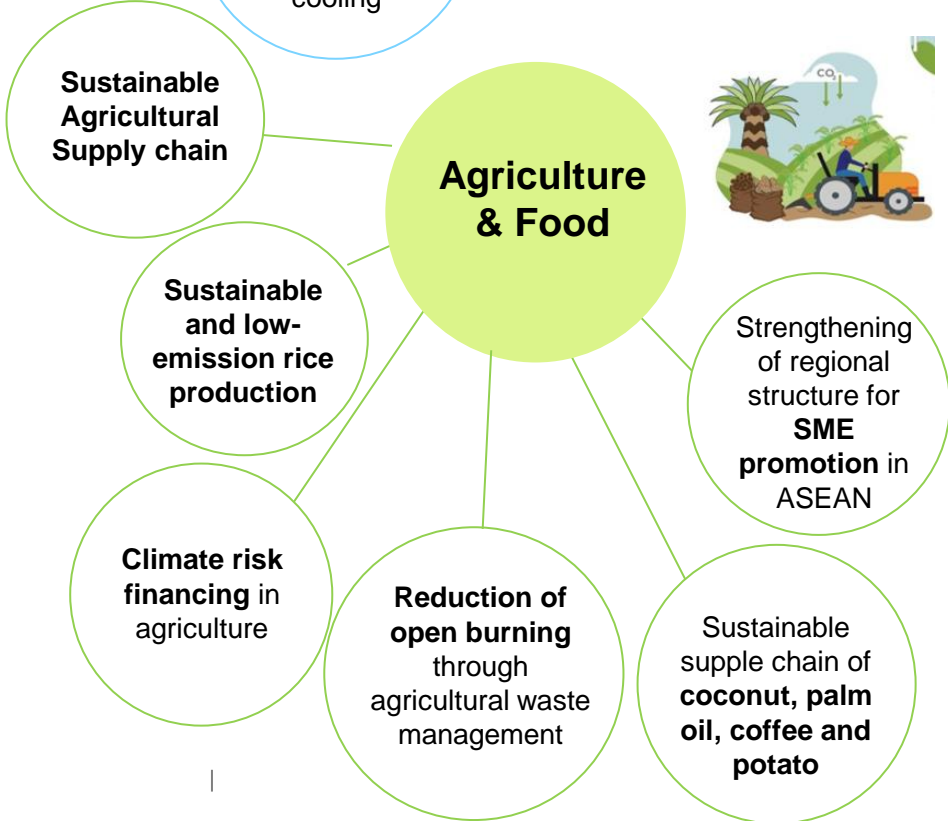 cooling
Sustainable
Agricultural
Supply chain
Agriculture
& Food
CO2
Sustainable
and low-
emission rice
production
Strengthening
of regional
structure for
SME
promotion in
ASEAN
Climate risk
financing in
agriculture
Reduction of
open burning
through
agricultural waste
management
Sustainable
supple chain of
coconut, palm
oil, coffee and
potato
|